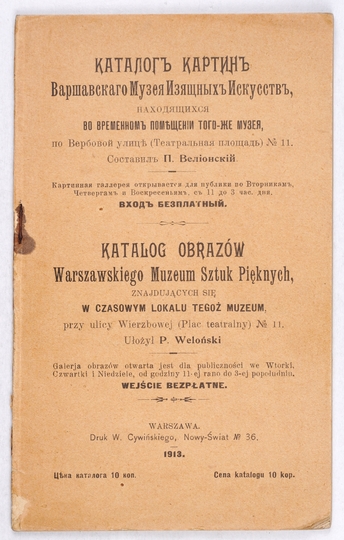 КАТАЛОГЪ КАРТИНЪ
Варшавскаго Музея Изящныхъ Искусствъ,
НАХОДЯЩИХСЯ
ВО ВРЕМЕННОМЪ ПОМѢЩЕНІИ ТОГО-ЖЕ МУЗЕЯ,
по Вербовой улицѣ (Театральная площадь) № 11.
Составилъ П. Веліонскій
Картинная галлерея открывается для публики по Вторникам,
Четвергамъ и Воскресеньям, съ 11 до 3 час. дня,
ВХОДЪ БЕЗПЛАТНЫЙ.
KATALOG OBRAZÓW
Warszawskiego Muzeum Sztuk Pięknych,
ZNAJDUJĄCYCH SIĘ
W CZASOWYM LOKALU TEGOŻ MUZEUM,
przy ulicy Wierzbowej (Plac teatralny) № 11,
Ułożył P. Weloński
Galerja obrazów otwarta jest dla publiczności we Wtorki,
Czwartki i Niedziele, od godziny 11-ej rano do 3-ej popołudniu,
WEJŚCIE BEZPŁATNE.
WARSZAWA.
Druk W. Cywińskiego, Nowy-Świat № 36.
1913.
Цѣна каталога 10 коп. Cena katalogu 10 kop.